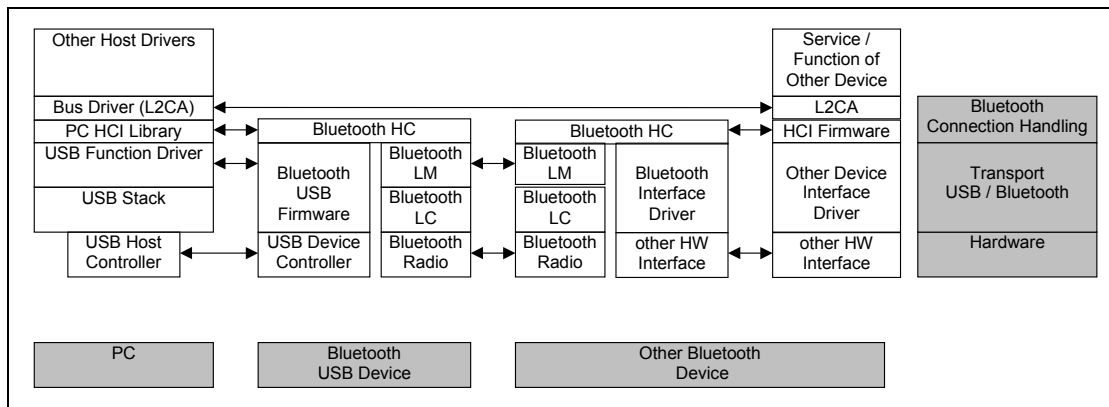 Other Host Drivers
Bus Driver (L2CA)
PC HCI Library
USB Function Driver
USB Stack
USB Host
Controller
Bluetooth HC
Bluetooth
USB
Firmware
USB Device
Controller
Bluetooth
LM
Bluetooth
LC
Bluetooth
Radio
Bluetooth HC
Bluetooth
LM
Bluetooth
LC
Bluetooth
Radio
Bluetooth
Interface
Driver
other HW
Interface
Service /
Function of
Other Device
L2CA
HCI Firmware
Other Device
Interface
Driver
other HW
Interface
Bluetooth
Connection Handling
Transport
USB / Bluetooth
Hardware
PC
Bluetooth
USB Device
Other Bluetooth
Device